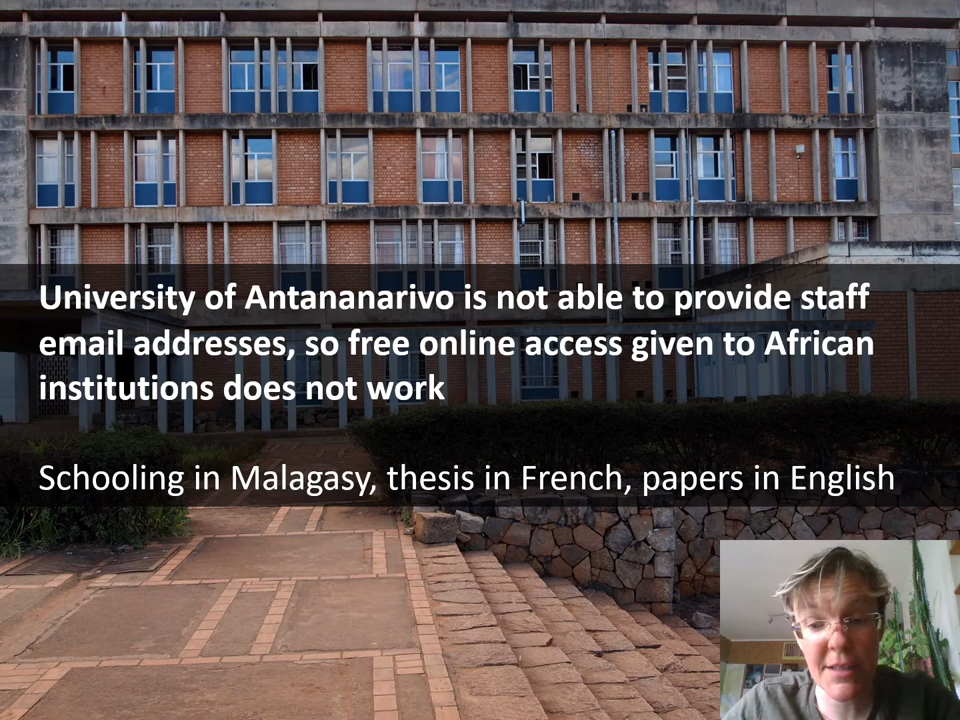 University of Antananarivo is not able to provide staff
email addresses, so free online access given to African
institutions does not work
Schooling in Malagasy, thesis in French, papers in English